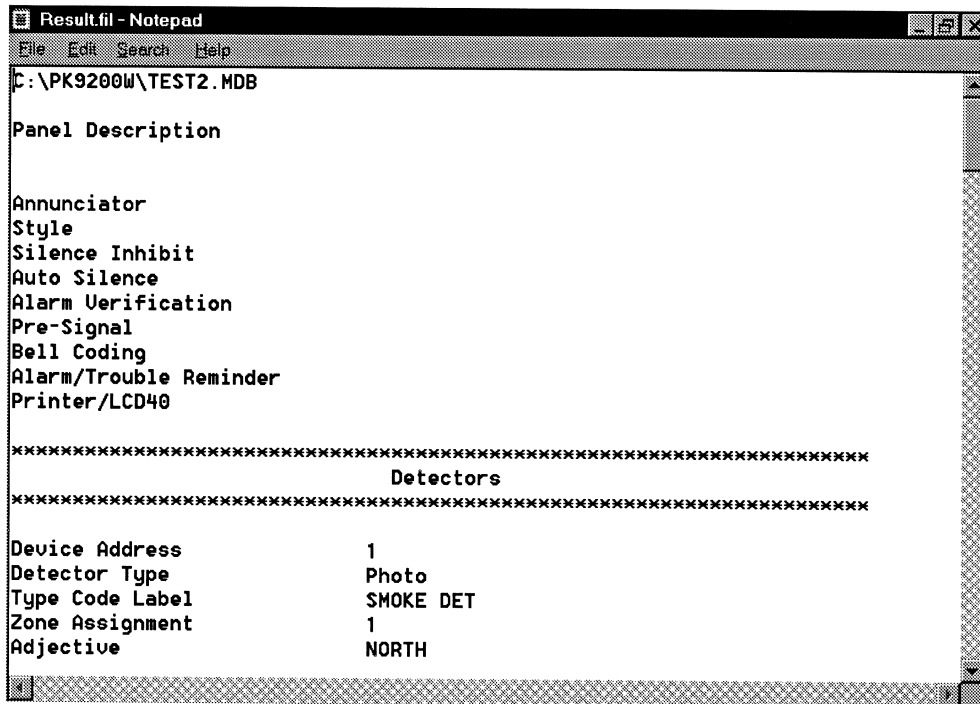 Result.fil - Notepad
File Edit Search Help
C:\PK9200W\TEST2.MDB
Panel Description
Annunciator
Style
Silence Inhibit
Auto Silence
Alarm Verification
Pre-Signal
Bell Coding
Alarm/Trouble Reminder
Printer/LCD40
**********************************************************************
Detectors
**********************************************************************
Device Address 1
Detector Type Photo
Type Code Label SMOKE DET
Zone Assignment 1
Adjective NORTH